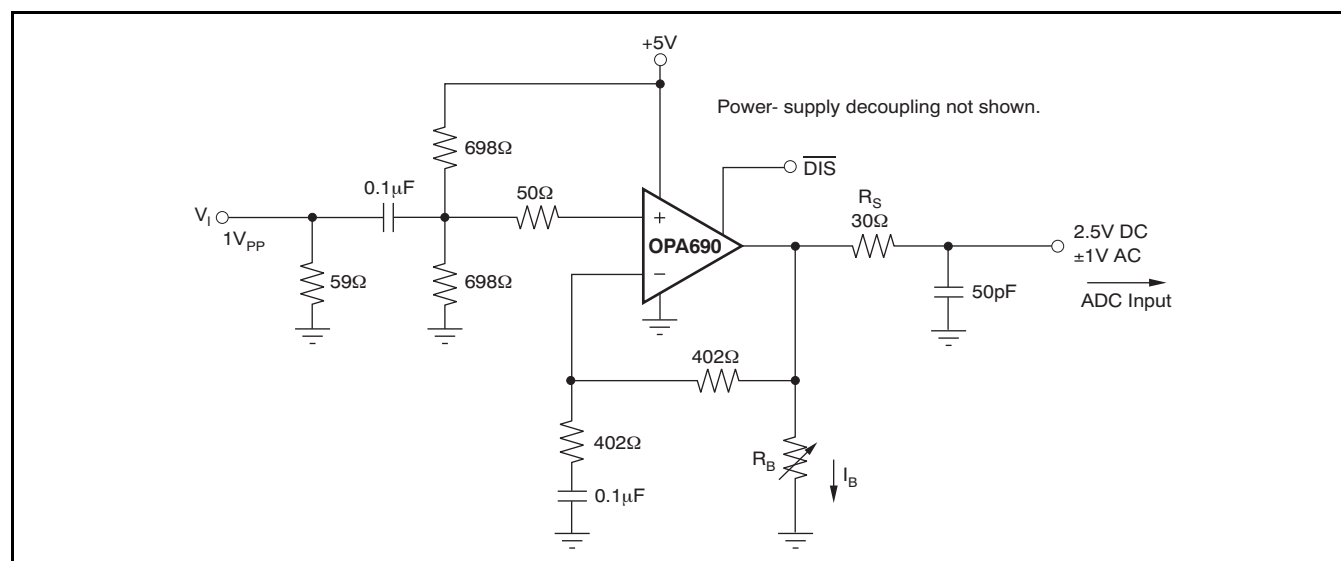 +5V
Power- supply decoupling not shown.
698Ω
DIS
0.1μF
50Ω
R_S
30Ω
V_I
1V_PP
+
OPA690
−
2.5V DC
±1V AC
59Ω
698Ω
50pF
ADC Input
402Ω
402Ω
R_B
I_B
0.1μF